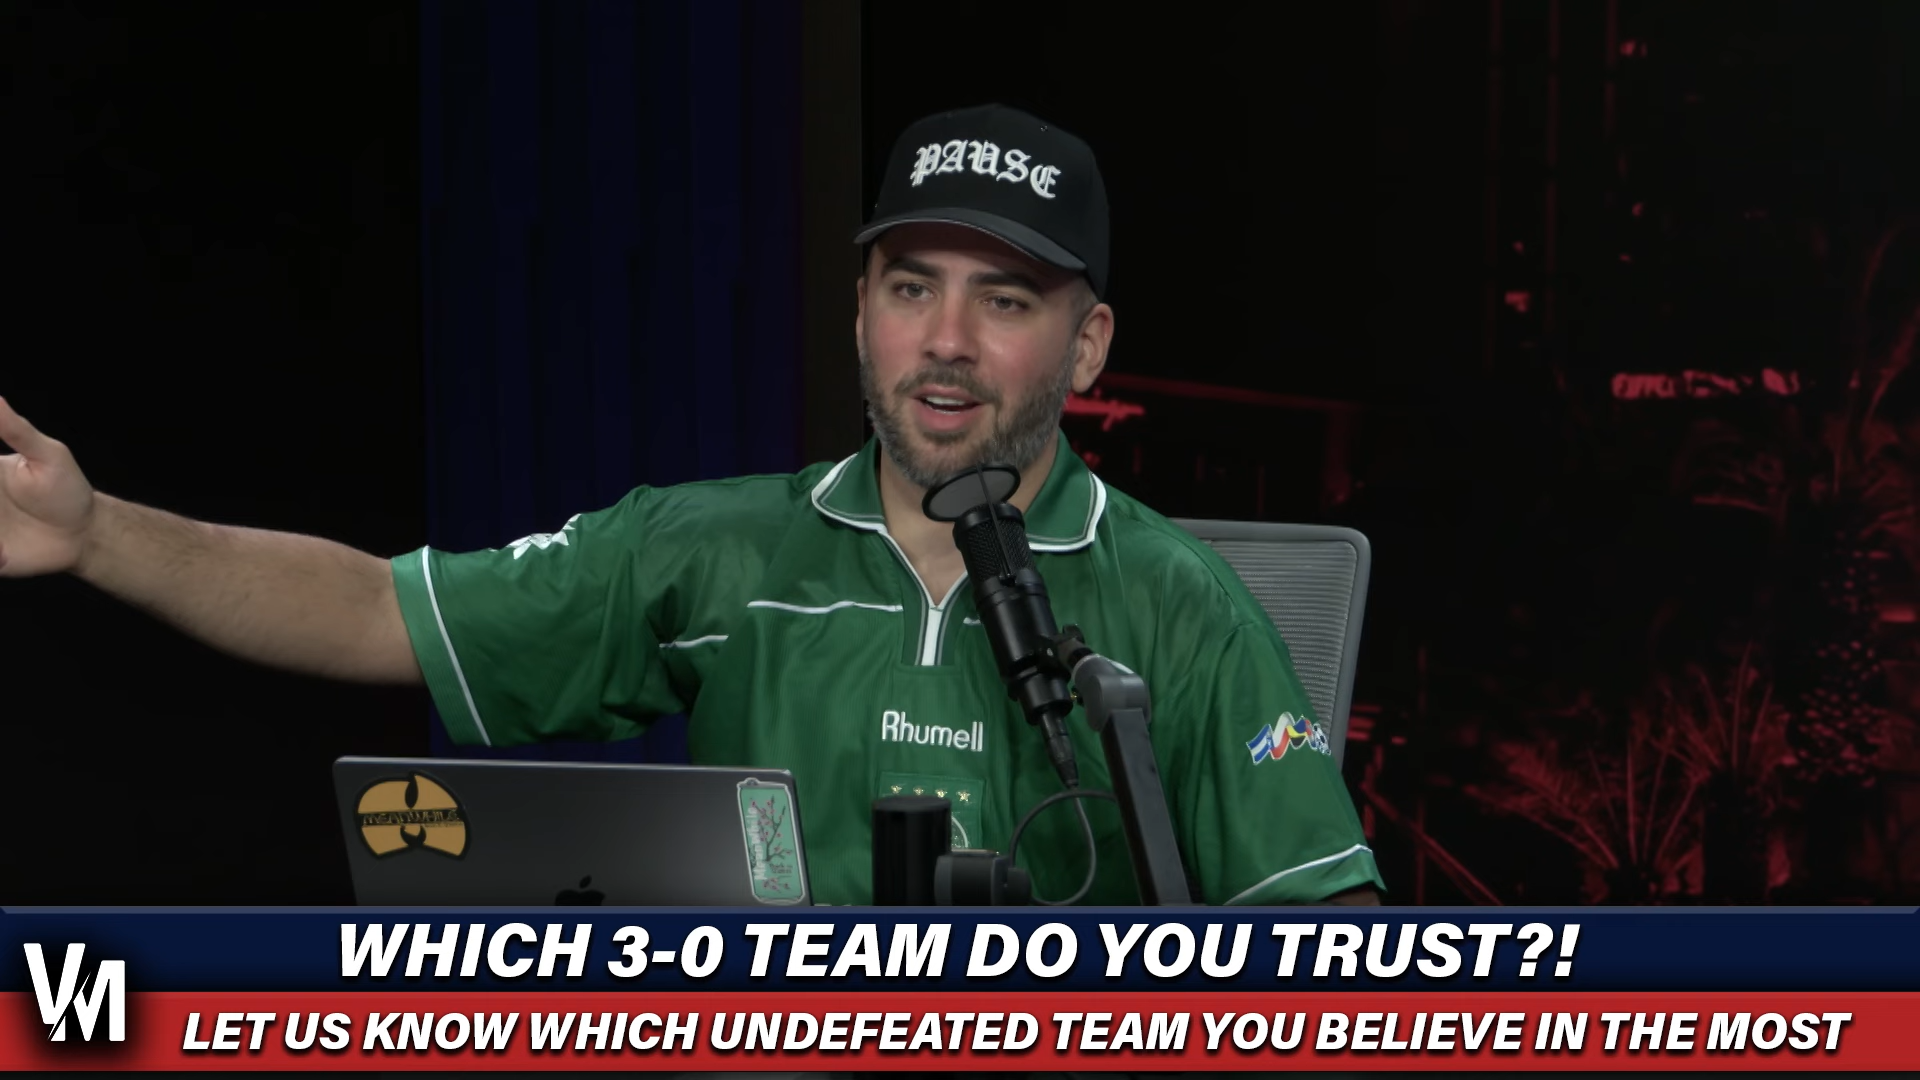 PAUSE
Rhumell
MEANWHILE
WHICH 3-0 TEAM DO YOU TRUST?!
VM
LET US KNOW WHICH UNDEFEATED TEAM YOU BELIEVE IN THE MOST